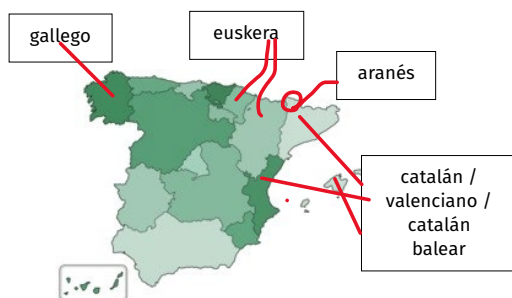 gallego
euskera
aranés
catalán /
valenciano /
catalán
balear